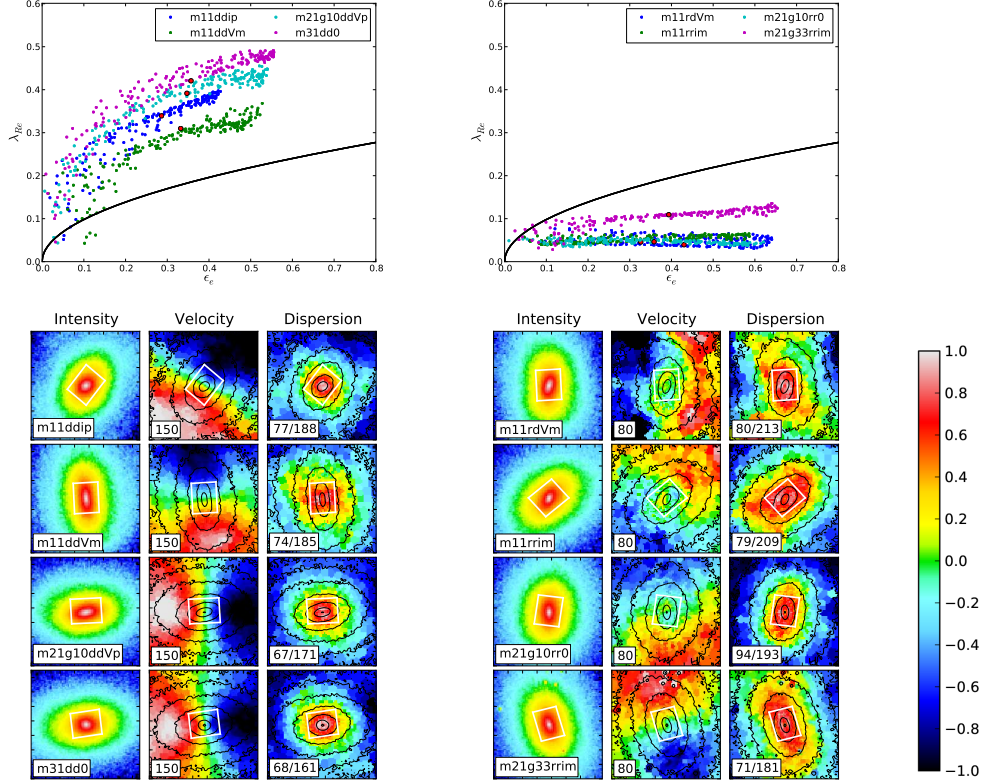 0.6
0.5
0.4
0.3
0.2
0.1
0.0
λRe
m11ddip
m11ddVm
m21g10ddVp
m31dd0
0.0 0.1 0.2 0.3 0.4 0.5 0.6 0.7 0.8
ϵe
0.6
0.5
0.4
0.3
0.2
0.1
0.0
λRe
m11rdVm
m11rrim
m21g10rr0
m21g33rrim
0.0 0.1 0.2 0.3 0.4 0.5 0.6 0.7 0.8
ϵe
Intensity Velocity Dispersion
m11ddip 150 77/188
m11ddVm 150 74/185
m21g10ddVp 150 67/171
m31dd0 150 68/161
Intensity Velocity Dispersion
m11rdVm 80 80/213
m11rrim 80 79/209
m21g10rr0 80 94/193
m21g33rrim 80 71/181
1.0
0.8
0.6
0.4
0.2
0.0
−0.2
−0.4
−0.6
−0.8
−1.0